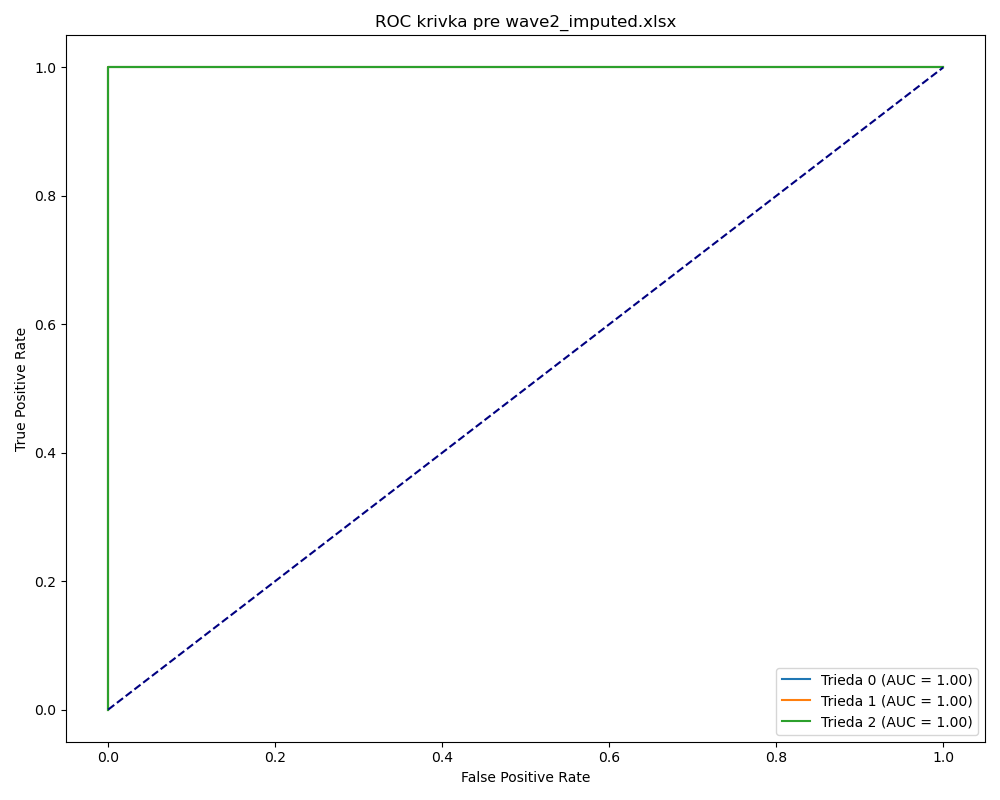 ROC krivka pre wave2_imputed.xlsx
True Positive Rate
1.0
0.8
0.6
0.4
0.2
0.0
0.0 0.2 0.4 0.6 0.8 1.0
False Positive Rate
Trieda 0 (AUC = 1.00)
Trieda 1 (AUC = 1.00)
Trieda 2 (AUC = 1.00)